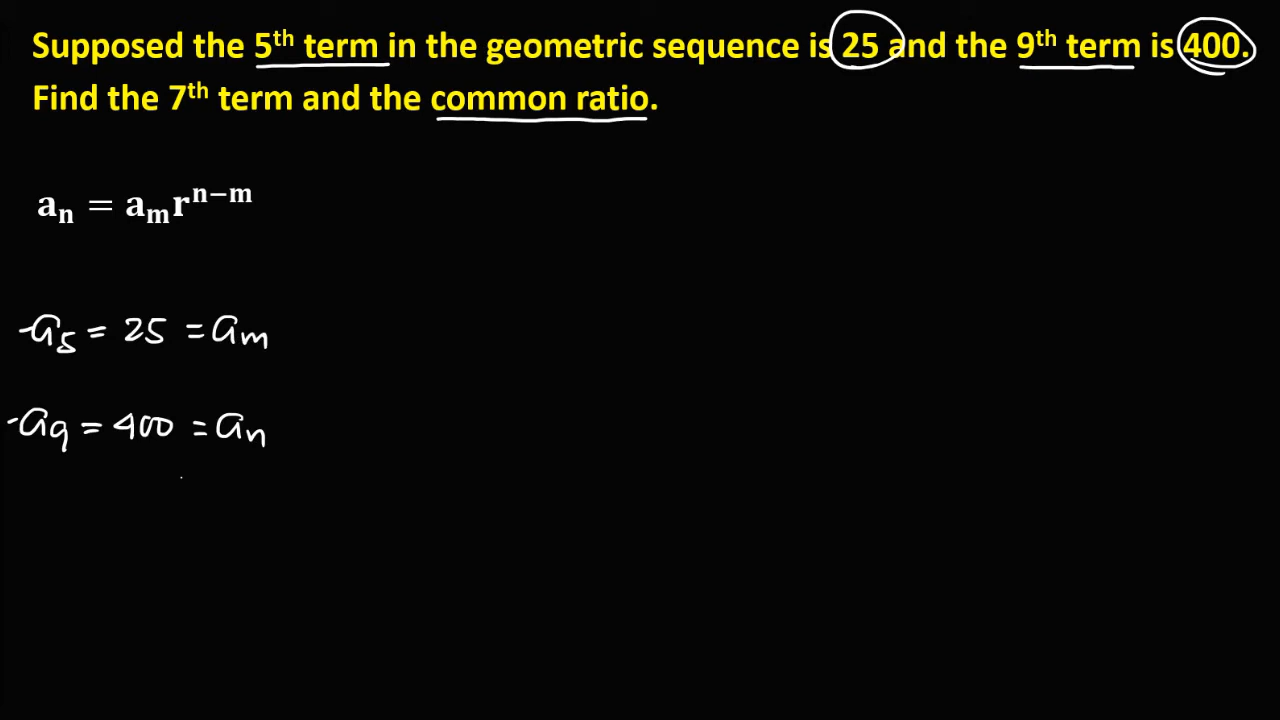 Supposed the 5th term in the geometric sequence is 25 and the 9th term is 400.
Find the 7th term and the common ratio.
aₙ = aₘrⁿ⁻ᵐ
a₅ = 25 = aₘ
a₉ = 400 = aₙ